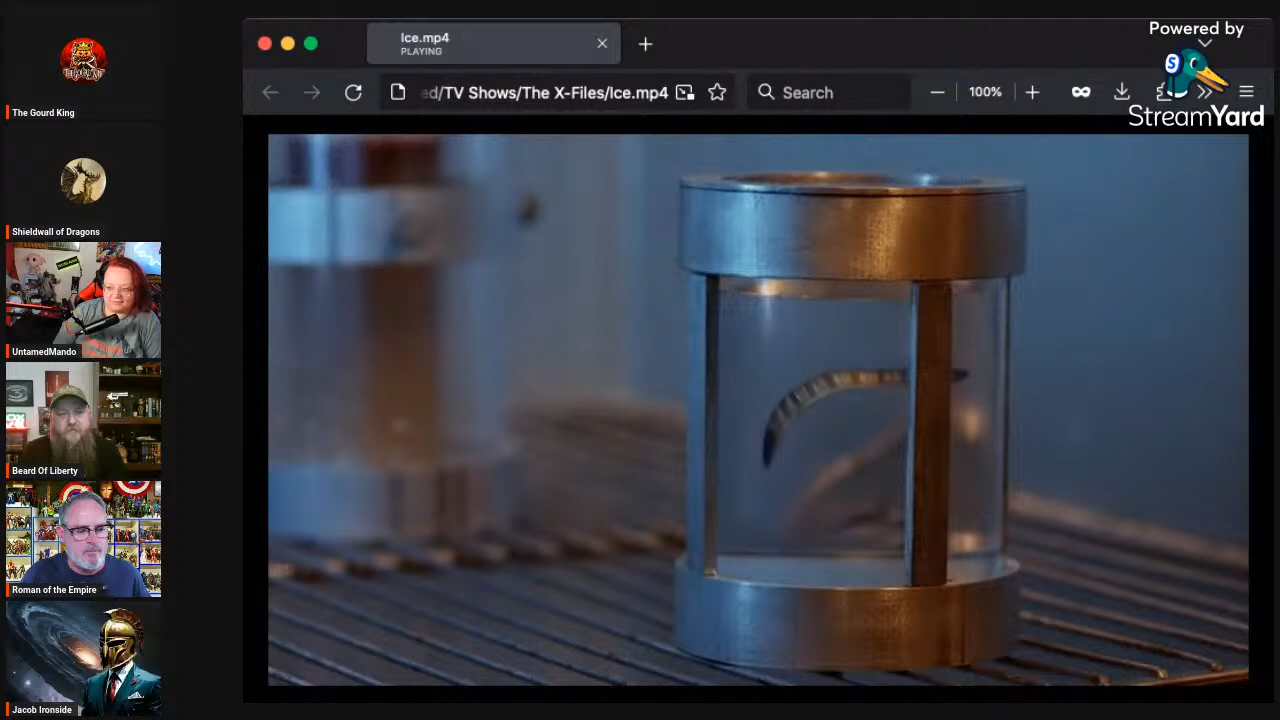 The Gourd King
Shieldwall of Dragons
UntamedMando
Beard Of Liberty
Roman of the Empire
Jacob Ironside
Ice.mp4
PLAYING
ed/TV Shows/The X-Files/Ice.mp4
Search
100%
Powered by
S
StreamYard